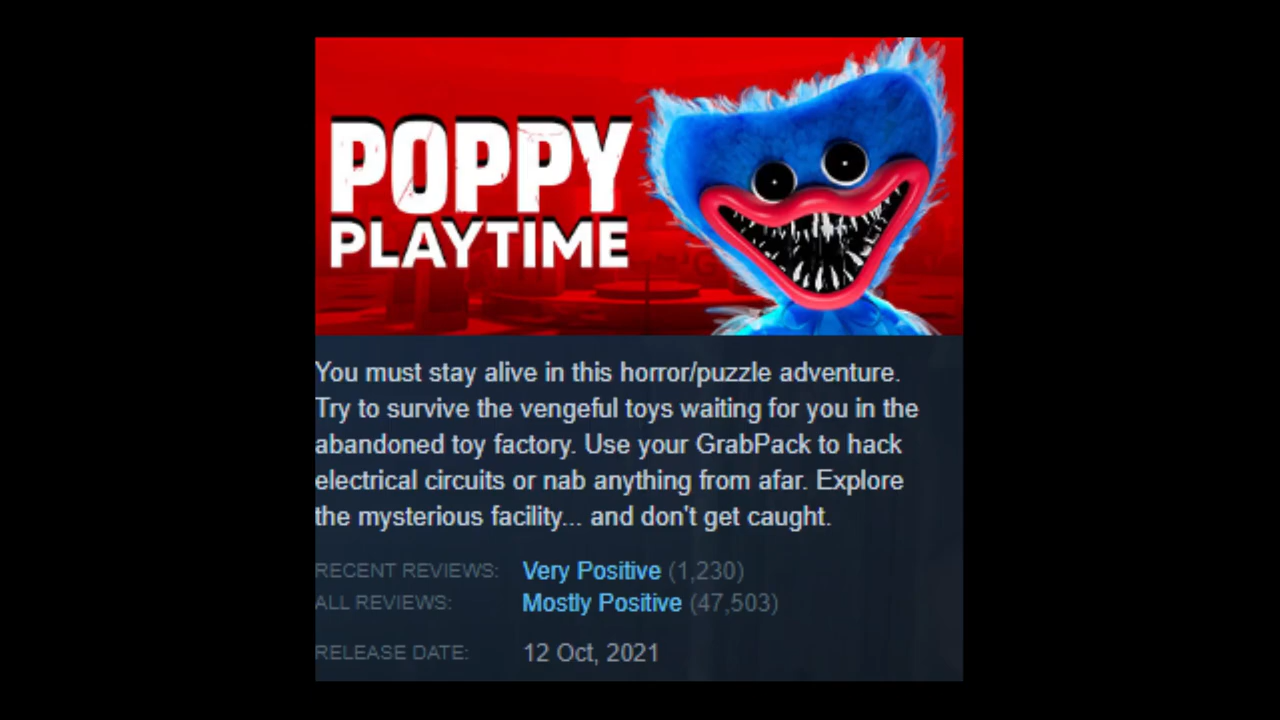 POPPY
PLAYTIME
You must stay alive in this horror/puzzle adventure.
Try to survive the vengeful toys waiting for you in the
abandoned toy factory. Use your GrabPack to hack
electrical circuits or nab anything from afar. Explore
the mysterious facility... and don't get caught.
RECENT REVIEWS: Very Positive (1,230)
ALL REVIEWS: Mostly Positive (47,503)
RELEASE DATE: 12 Oct, 2021